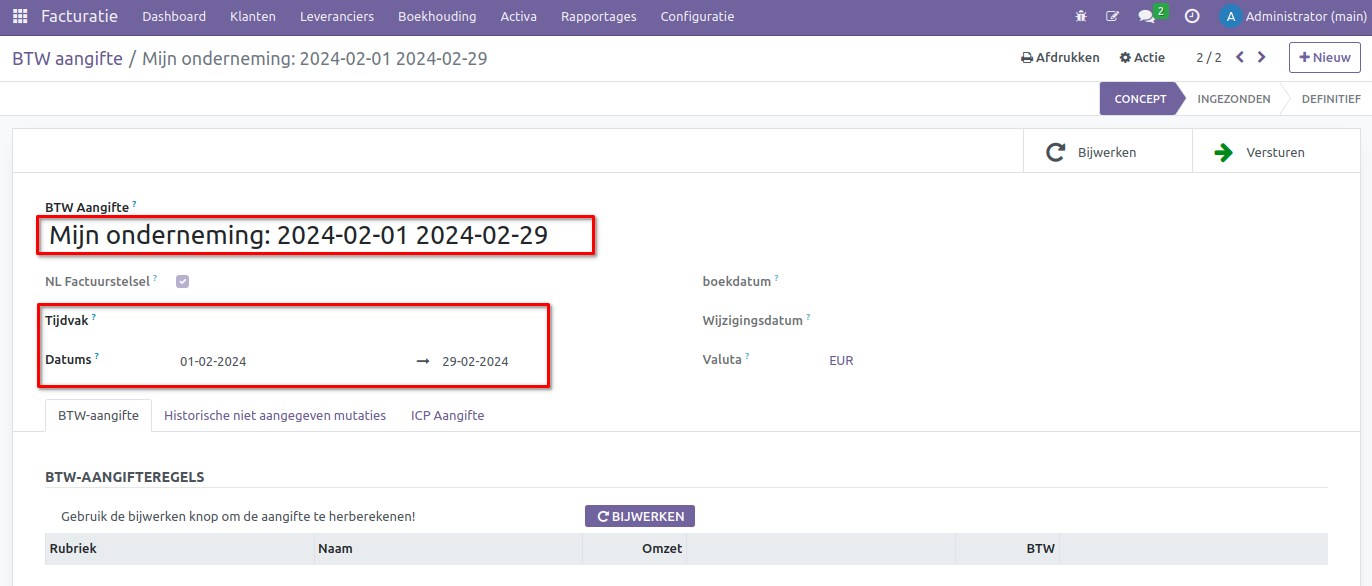 Facturatie Dashboard Klanten Leveranciers Boekhouding Activa Rapportages Configuratie 2 A Administrator (main)
BTW aangifte / Mijn onderneming: 2024-02-01 2024-02-29 Afdrukken Actie 2 / 2 Nieuw
CONCEPT INGEZONDEN DEFINITIEF
Bijwerken Versturen
BTW Aangifte ?
Mijn onderneming: 2024-02-01 2024-02-29
NL Factuurstelsel ? boekdatum ?
Tijdvak ? Wijzigingsdatum ?
Datums ? 01-02-2024 → 29-02-2024 Valuta ? EUR
BTW-aangifte Historische niet aangegeven mutaties ICP Aangifte
BTW-AANGIFTEREGELS
Gebruik de bijwerken knop om de aangifte te herberekenen! BIJWERKEN
Rubriek Naam Omzet BTW